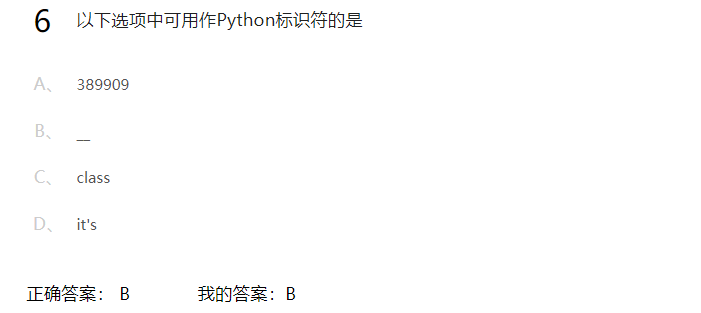 6 以下选项中可用作Python标识符的是
A、 389909
B、 __
C、 class
D、 it's
正确答案： B 我的答案：B